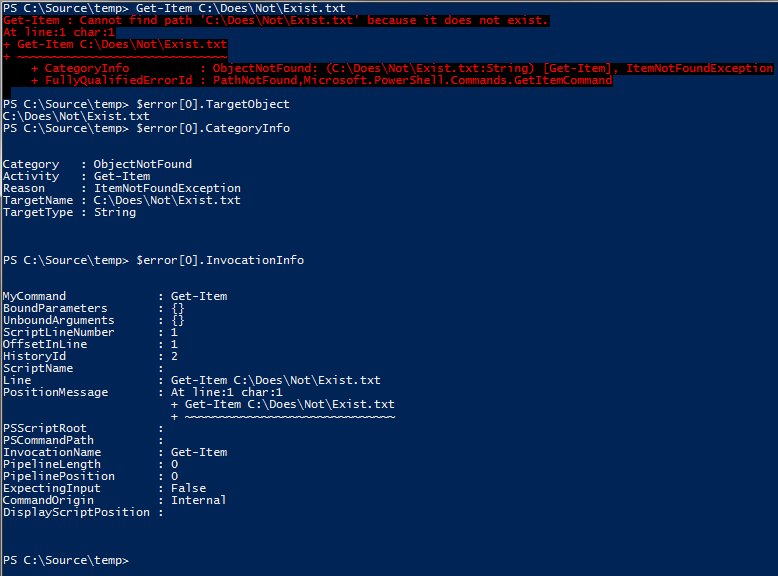 PS C:\Source\temp> Get-Item C:\Does\Not\Exist.txt
Get-Item : Cannot find path 'C:\Does\Not\Exist.txt' because it does not exist.
At line:1 char:1
+ Get-Item C:\Does\Not\Exist.txt
+ ~~~~~~~~~~~~~~~~~~~~~~~~~~~~~~
    + CategoryInfo          : ObjectNotFound: (C:\Does\Not\Exist.txt:String) [Get-Item], ItemNotFoundException
    + FullyQualifiedErrorId : PathNotFound,Microsoft.PowerShell.Commands.GetItemCommand
PS C:\Source\temp> $error[0].TargetObject
C:\Does\Not\Exist.txt
PS C:\Source\temp> $error[0].CategoryInfo
Category   : ObjectNotFound
Activity   : Get-Item
Reason     : ItemNotFoundException
TargetName : C:\Does\Not\Exist.txt
TargetType : String
PS C:\Source\temp> $error[0].InvocationInfo
MyCommand             : Get-Item
BoundParameters       : {}
UnboundArguments      : {}
ScriptLineNumber      : 1
OffsetInLine          : 1
HistoryId             : 2
ScriptName            :
Line                  : Get-Item C:\Does\Not\Exist.txt
PositionMessage       : At line:1 char:1
                        + Get-Item C:\Does\Not\Exist.txt
                        + ~~~~~~~~~~~~~~~~~~~~~~~~~~~~~~
PSScriptRoot          :
PSCommandPath         :
InvocationName        : Get-Item
PipelineLength        : 0
PipelinePosition      : 0
ExpectingInput        : False
CommandOrigin         : Internal
DisplayScriptPosition :
PS C:\Source\temp>